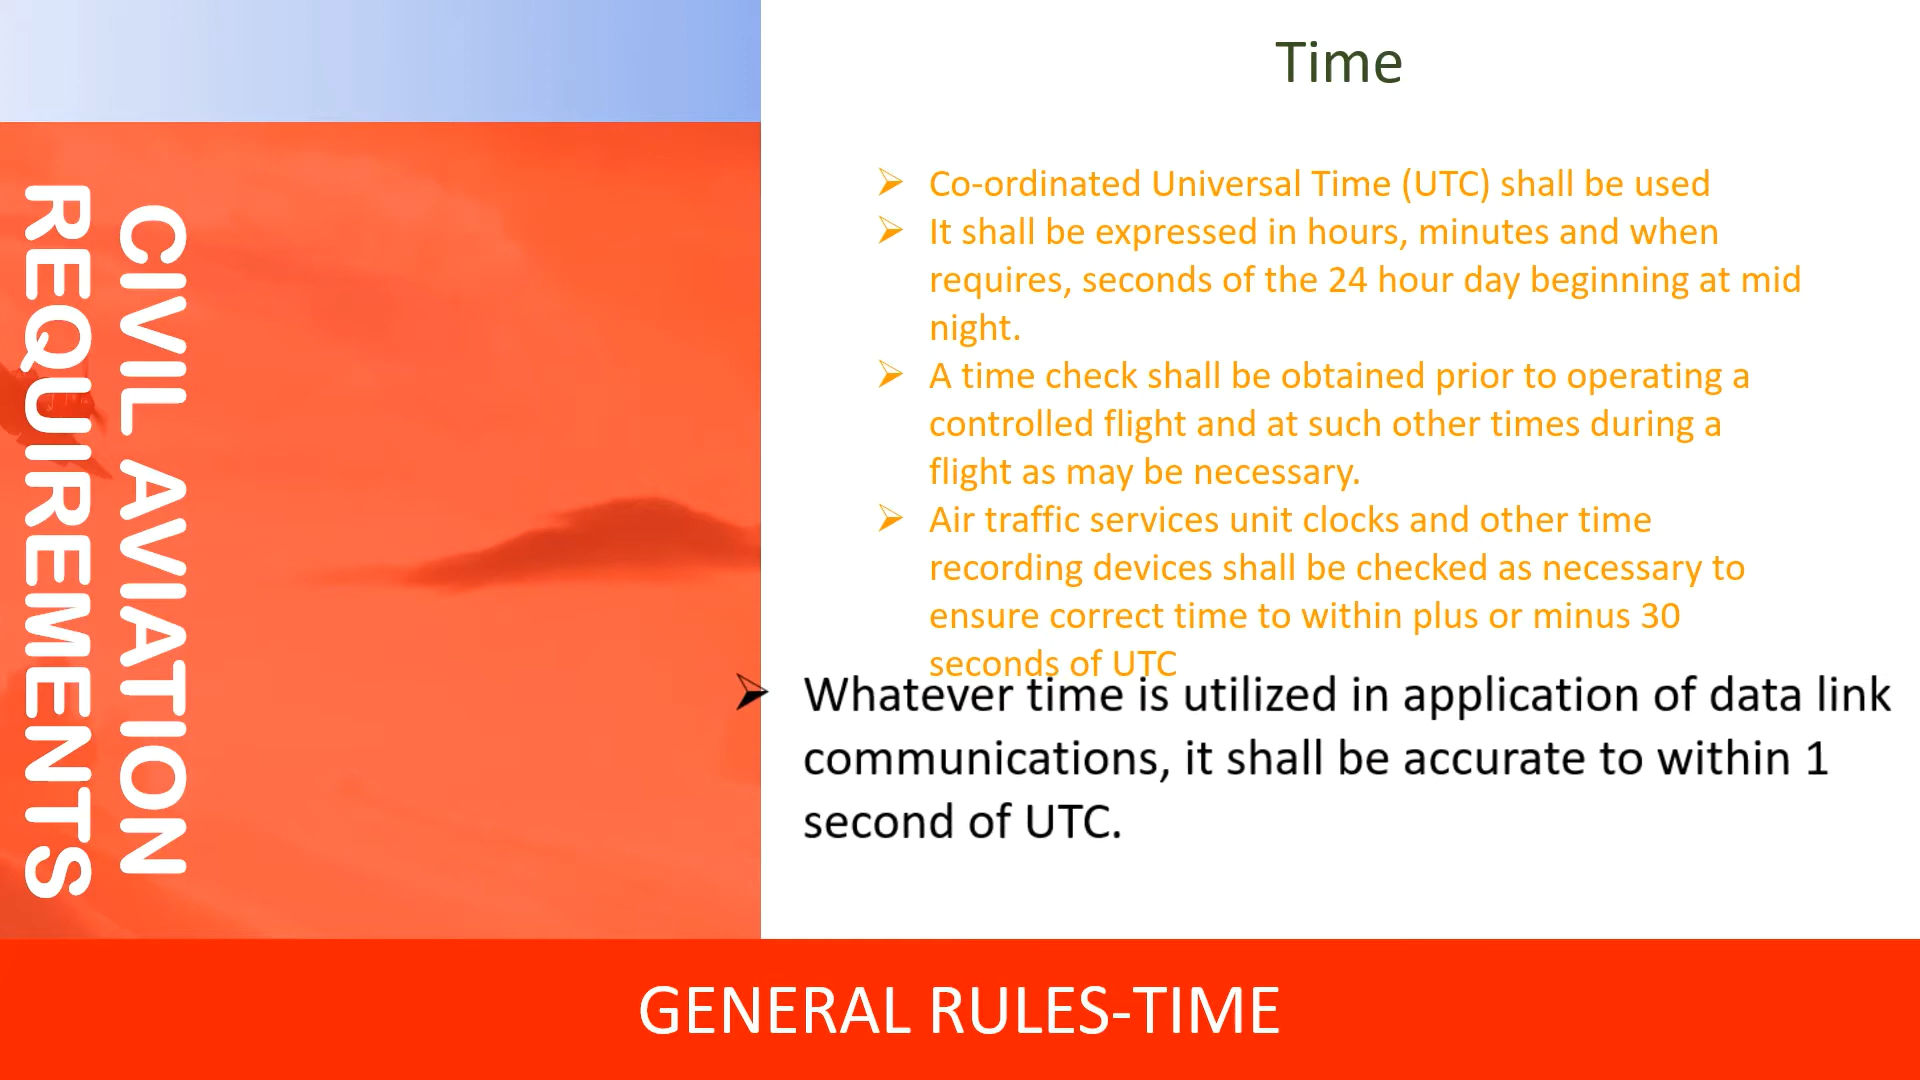 CIVIL AVIATION
REQUIREMENTS
Time
➢ Co-ordinated Universal Time (UTC) shall be used
➢ It shall be expressed in hours, minutes and when
requires, seconds of the 24 hour day beginning at mid
night.
➢ A time check shall be obtained prior to operating a
controlled flight and at such other times during a
flight as may be necessary.
➢ Air traffic services unit clocks and other time
recording devices shall be checked as necessary to
ensure correct time to within plus or minus 30
seconds of UTC
➢ Whatever time is utilized in application of data link
communications, it shall be accurate to within 1
second of UTC.
GENERAL RULES-TIME